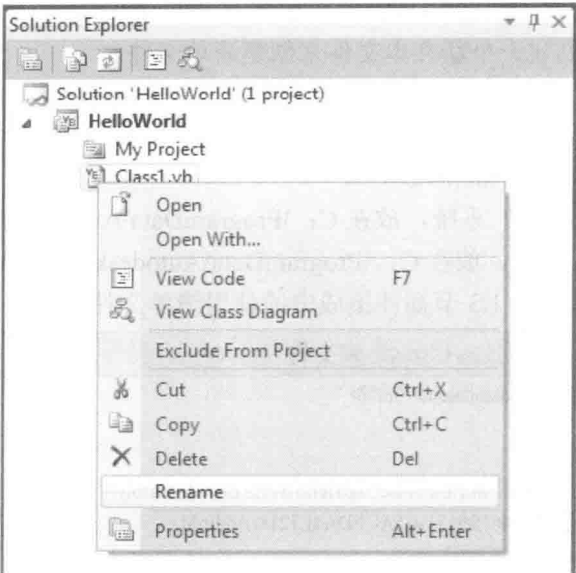 Solution Explorer
Solution 'HelloWorld' (1 project)
HelloWorld
My Project
Class1.vb
Open
Open With...
View Code F7
View Class Diagram
Exclude From Project
Cut Ctrl+X
Copy Ctrl+C
Delete Del
Rename
Properties Alt+Enter